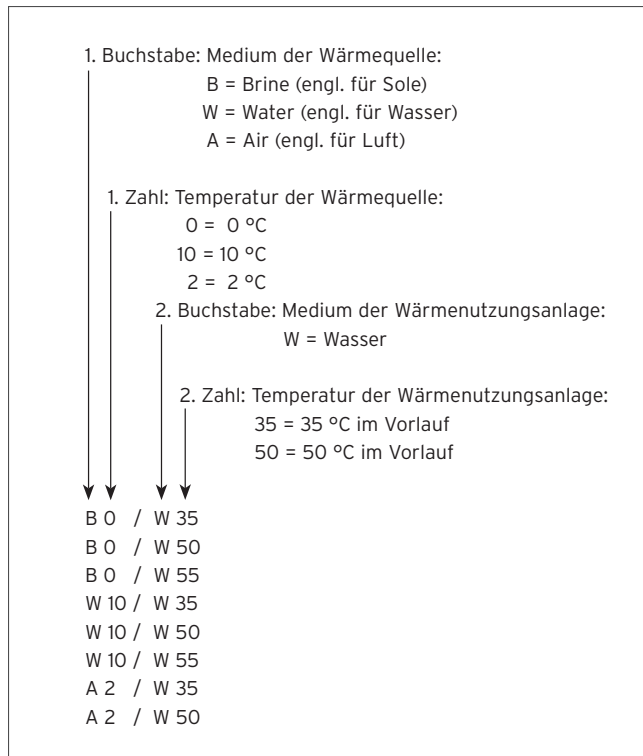 1. Buchstabe: Medium der Wärmequelle:
B = Brine (engl. für Sole)
W = Water (engl. für Wasser)
A = Air (engl. für Luft)
1. Zahl: Temperatur der Wärmequelle:
0 = 0 °C
10 = 10 °C
2 = 2 °C
2. Buchstabe: Medium der Wärmenutzungsanlage:
W = Wasser
2. Zahl: Temperatur der Wärmenutzungsanlage:
35 = 35 °C im Vorlauf
50 = 50 °C im Vorlauf
B 0 / W 35
B 0 / W 50
B 0 / W 55
W 10 / W 35
W 10 / W 50
W 10 / W 55
A 2 / W 35
A 2 / W 50